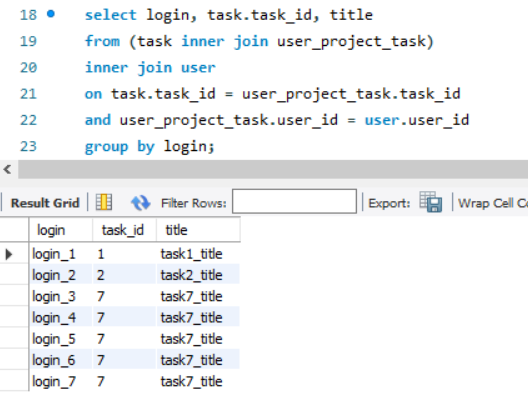 18 select login, task.task_id, title
19 from (task inner join user_project_task)
20 inner join user
21 on task.task_id = user_project_task.task_id
22 and user_project_task.user_id = user.user_id
23 group by login;
Result Grid Filter Rows: Export: Wrap Cell Co
login task_id title
login_1 1 task1_title
login_2 2 task2_title
login_3 7 task7_title
login_4 7 task7_title
login_5 7 task7_title
login_6 7 task7_title
login_7 7 task7_title